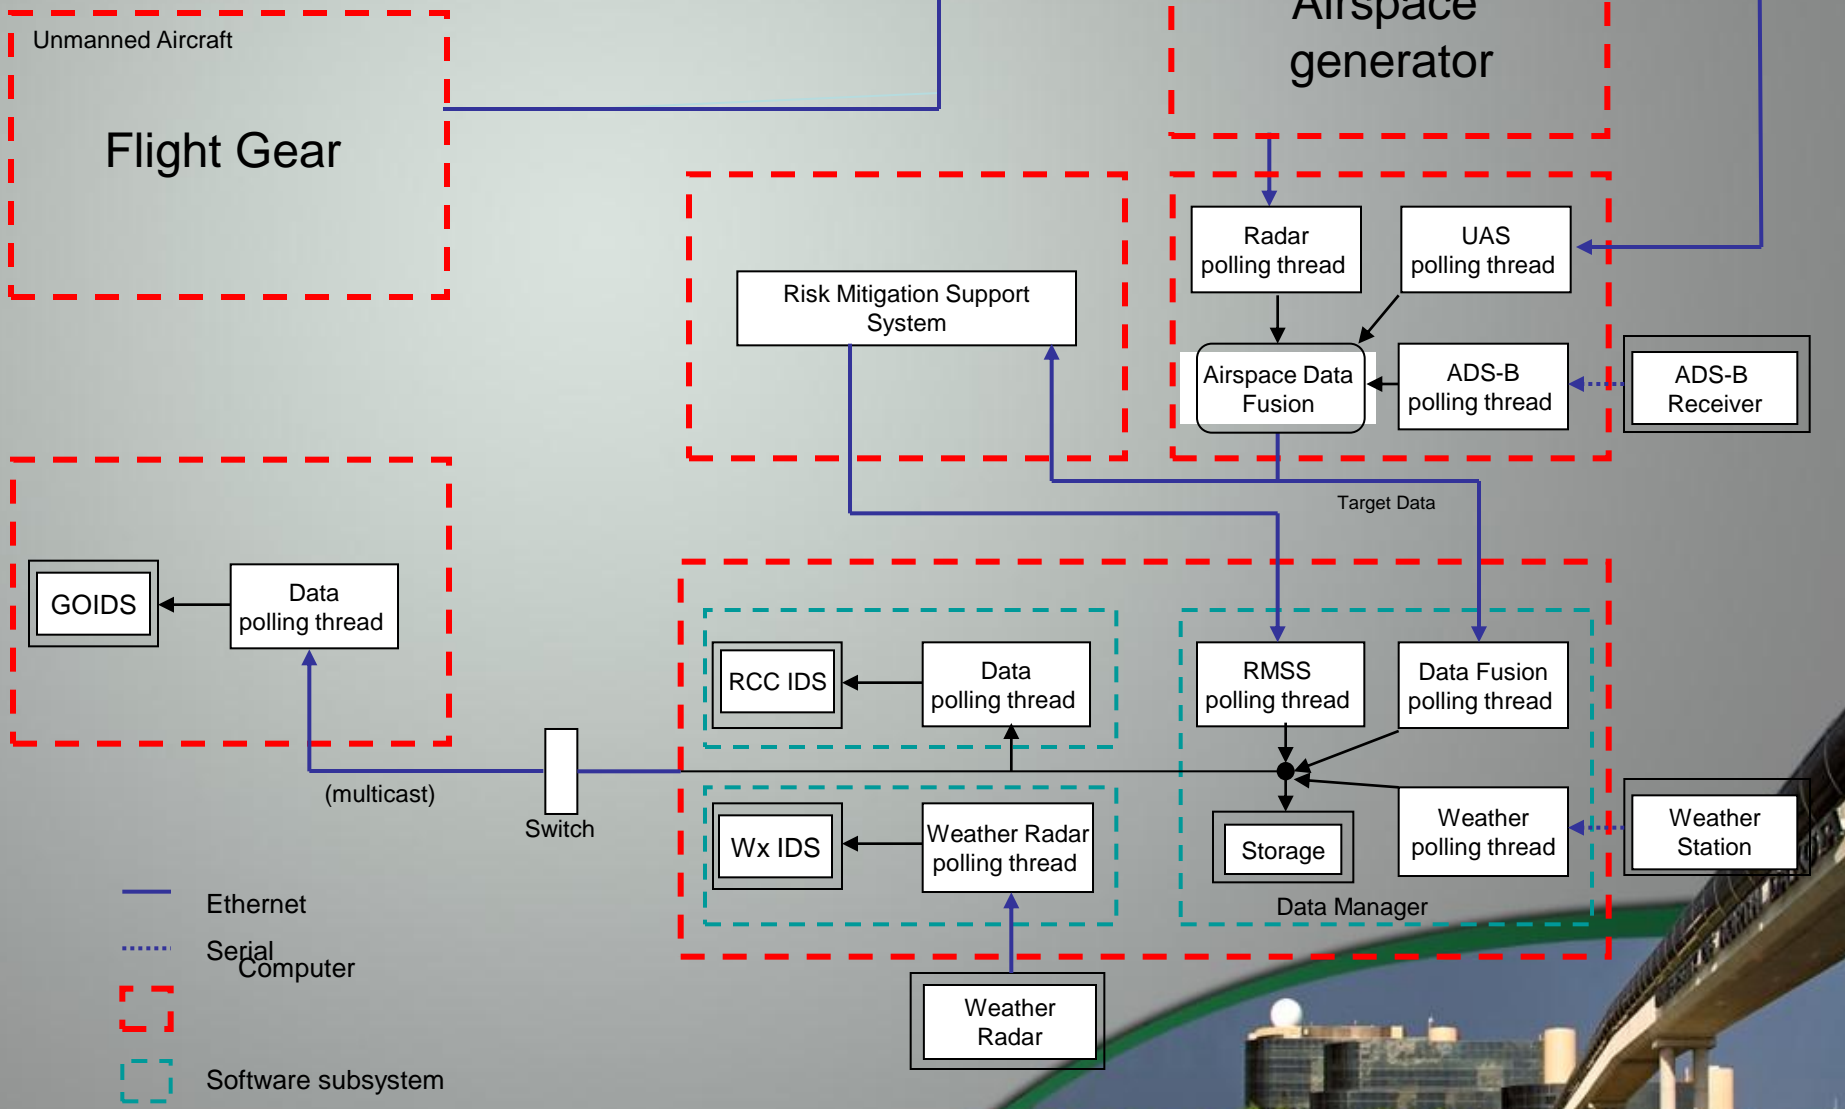 Unmanned Aircraft
Flight Gear
Airspace
generator
Radar
polling thread
UAS
polling thread
Risk Mitigation Support
System
Airspace Data
Fusion
ADS-B
polling thread
ADS-B
Receiver
Target Data
GOIDS
Data
polling thread
RCC IDS
Data
polling thread
RMSS
polling thread
Data Fusion
polling thread
(multicast)
Switch
Wx IDS
Weather Radar
polling thread
Storage
Weather
polling thread
Weather
Station
Data Manager
Ethernet
Serial
Computer
Software subsystem
Weather
Radar